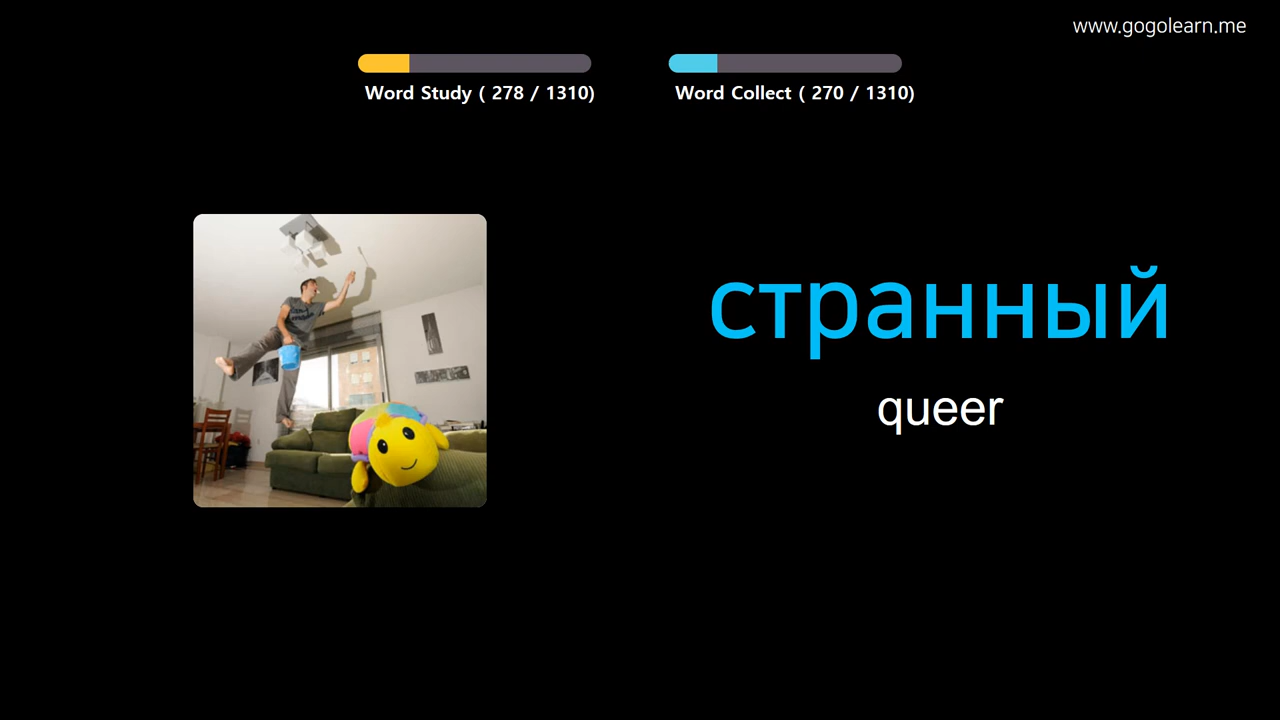 www.gogolearn.me
Word Study ( 278 / 1310)
Word Collect ( 270 / 1310)
странный
queer